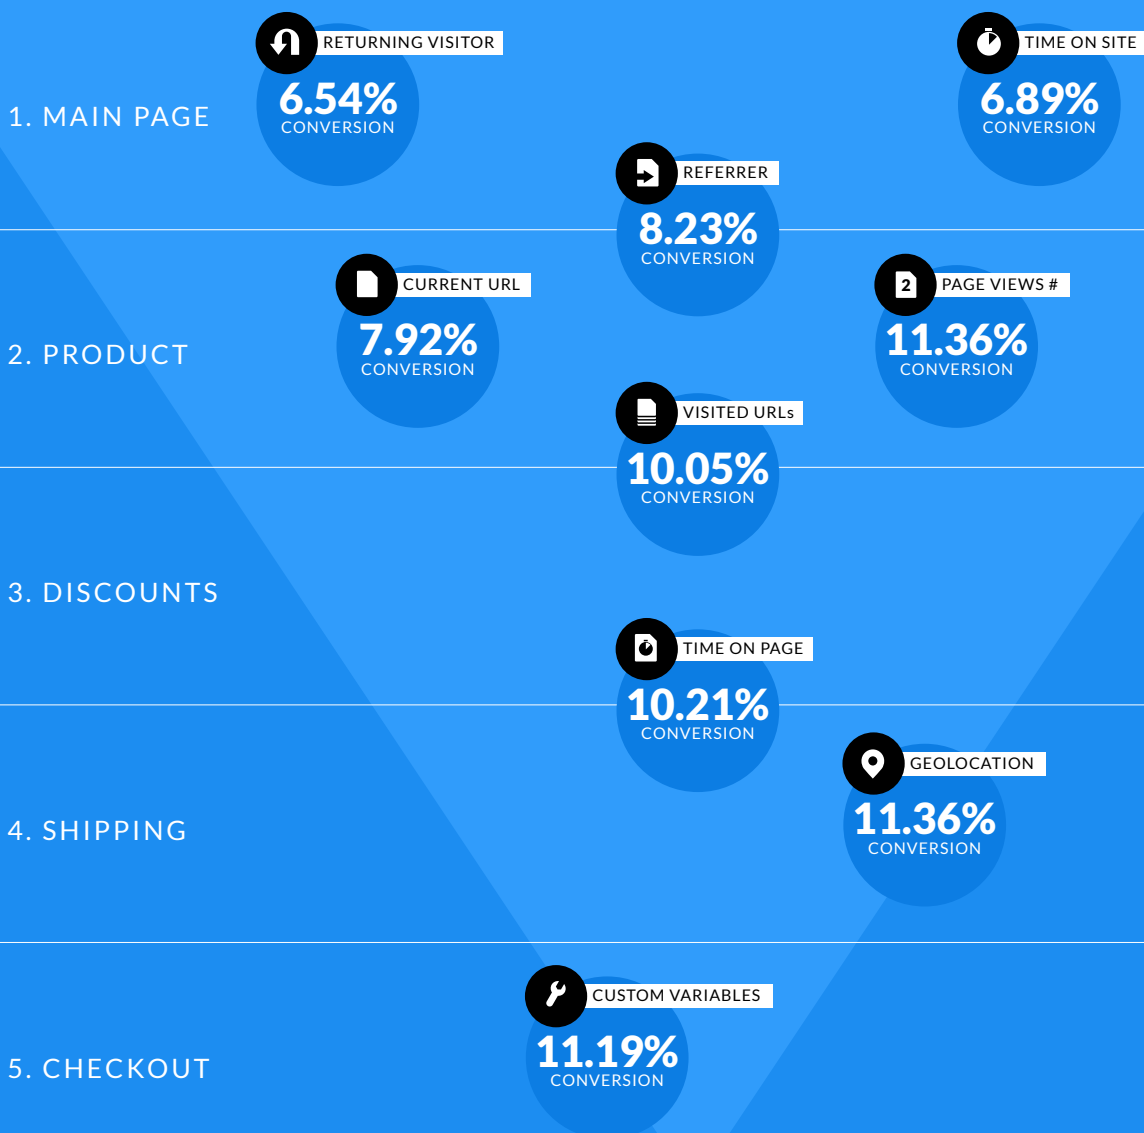 RETURNING VISITOR
6.54%
CONVERSION
TIME ON SITE
6.89%
CONVERSION
1. MAIN PAGE
REFERRER
8.23%
CONVERSION
CURRENT URL
7.92%
CONVERSION
2
PAGE VIEWS #
11.36%
CONVERSION
2. PRODUCT
VISITED URLs
10.05%
CONVERSION
3. DISCOUNTS
TIME ON PAGE
10.21%
CONVERSION
GEOLOCATION
11.36%
CONVERSION
4. SHIPPING
CUSTOM VARIABLES
11.19%
CONVERSION
5. CHECKOUT